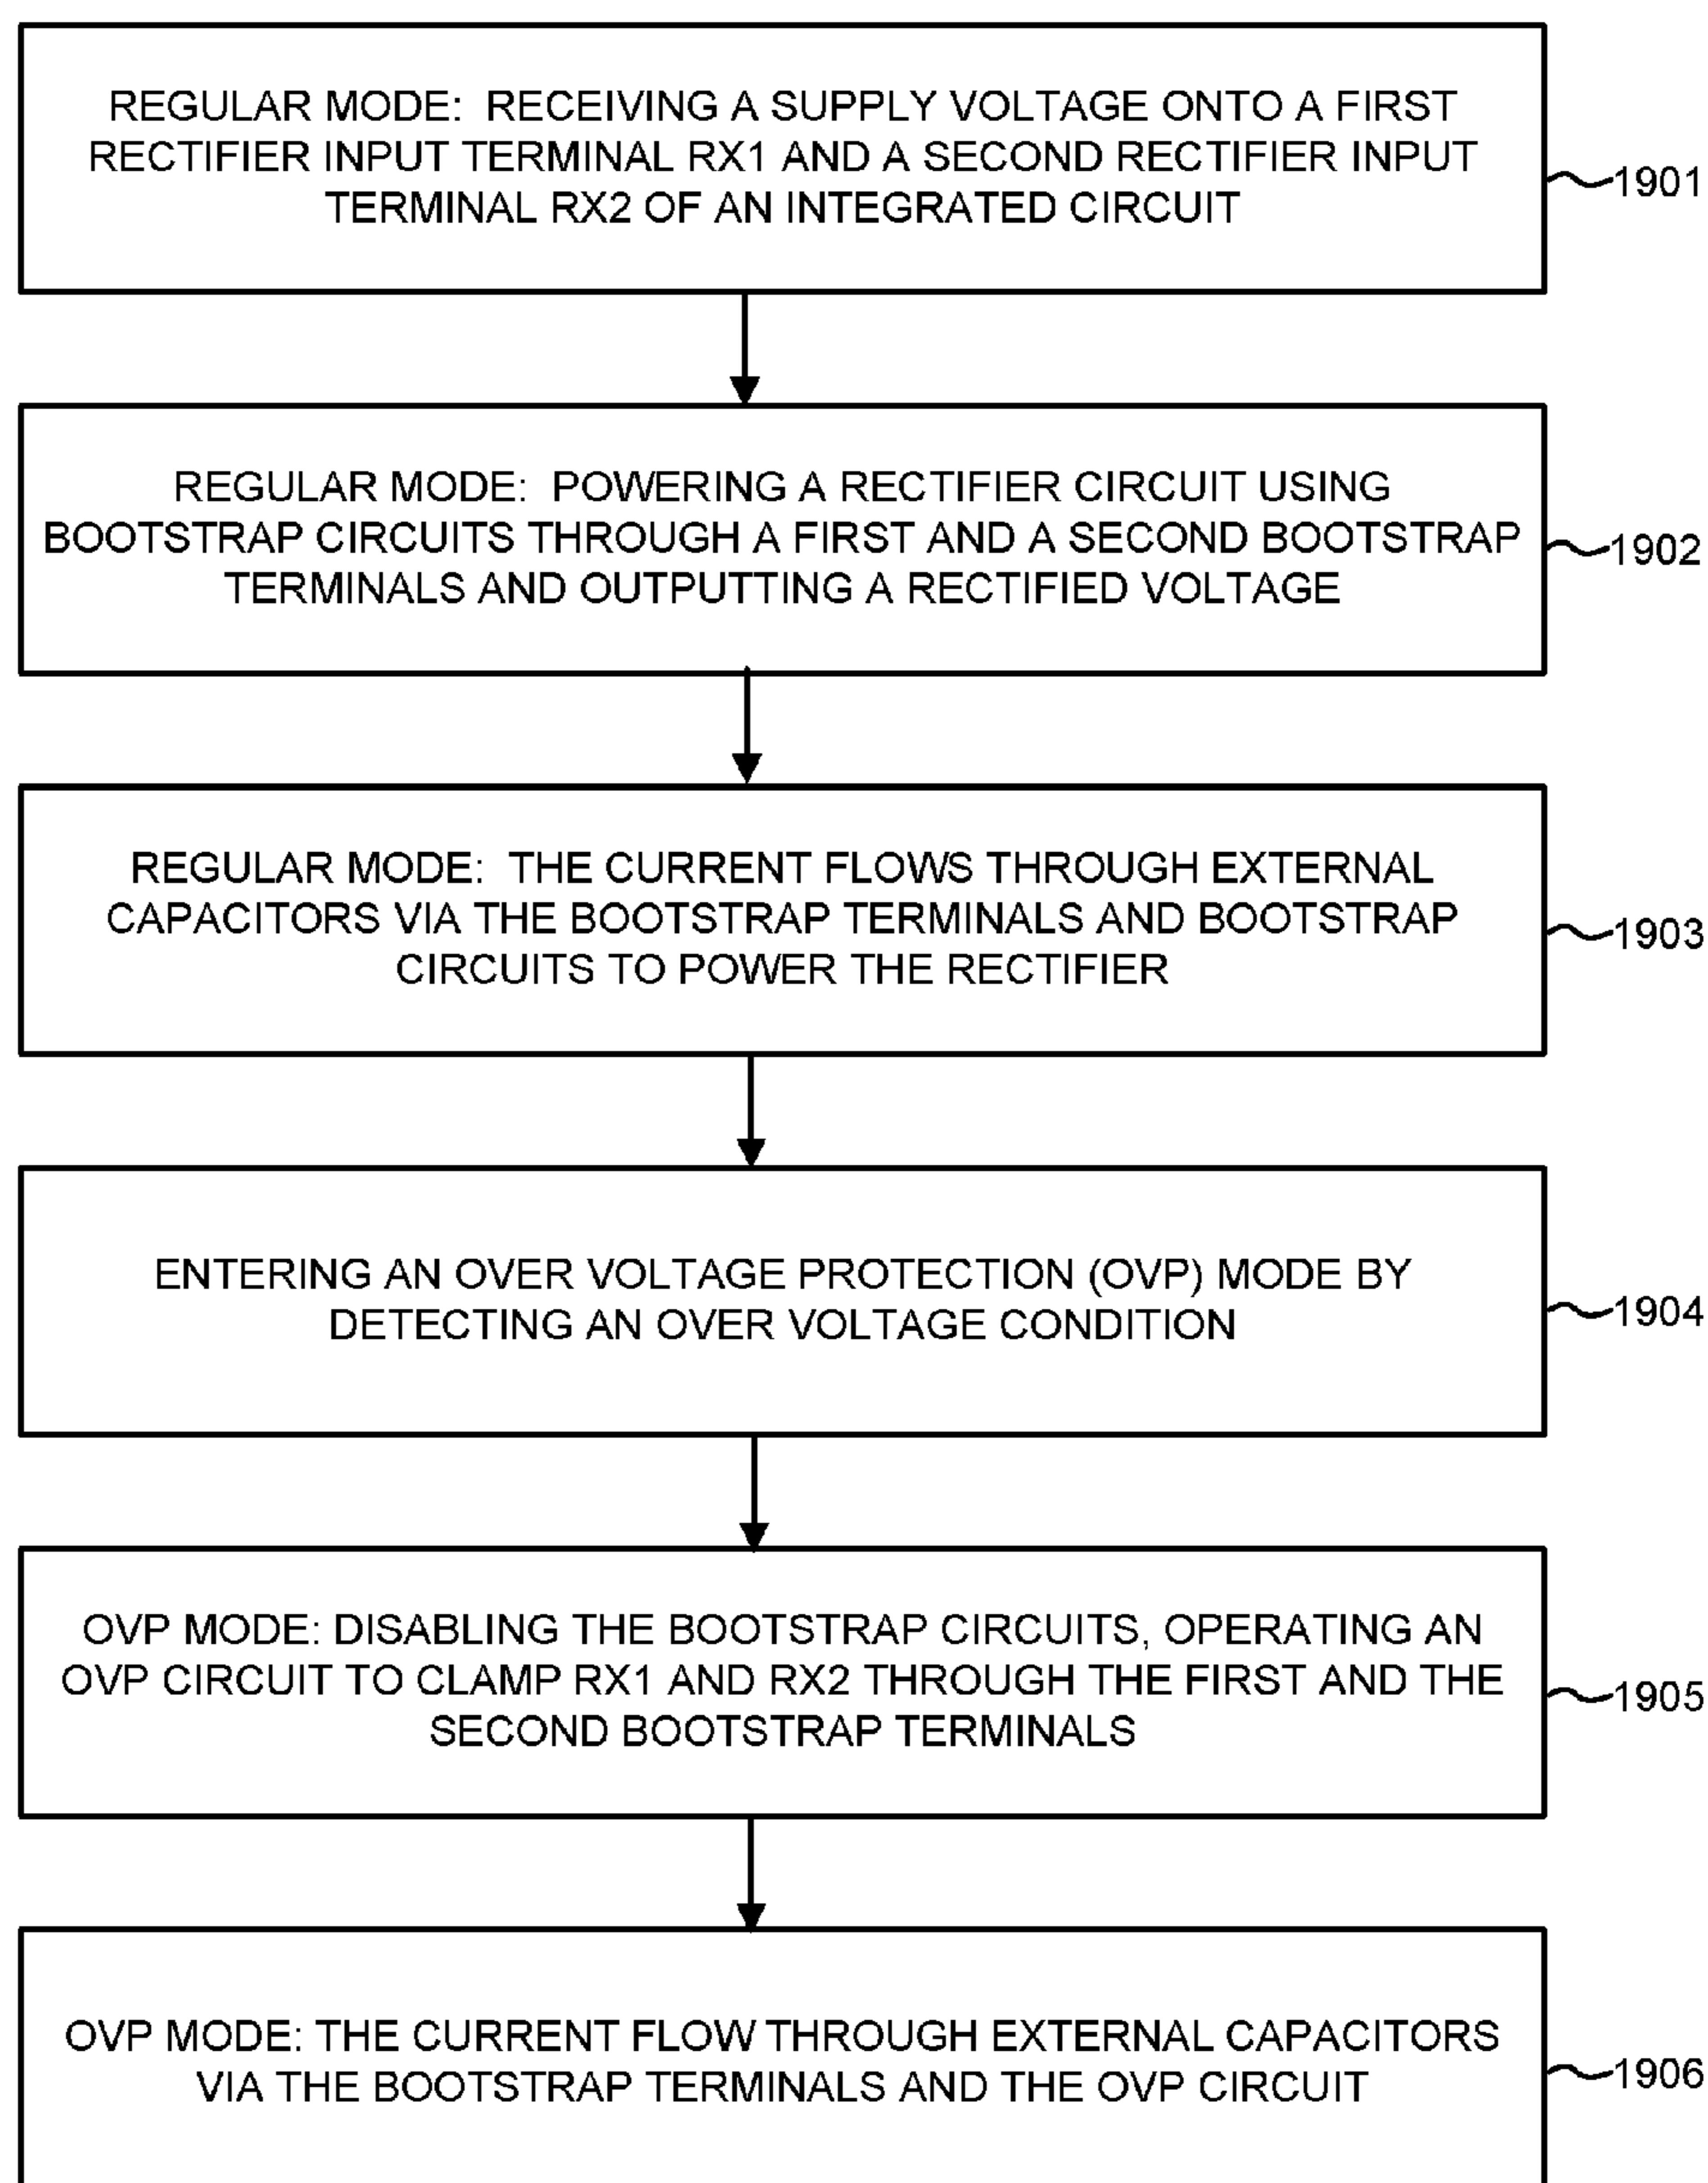 REGULAR MODE: RECEIVING A SUPPLY VOLTAGE ONTO A FIRST
RECTIFIER INPUT TERMINAL RX1 AND A SECOND RECTIFIER INPUT
TERMINAL RX2 OF AN INTEGRATED CIRCUIT
1901
REGULAR MODE: POWERING A RECTIFIER CIRCUIT USING
BOOTSTRAP CIRCUITS THROUGH A FIRST AND A SECOND BOOTSTRAP
TERMINALS AND OUTPUTTING A RECTIFIED VOLTAGE
1902
REGULAR MODE: THE CURRENT FLOWS THROUGH EXTERNAL
CAPACITORS VIA THE BOOTSTRAP TERMINALS AND BOOTSTRAP
CIRCUITS TO POWER THE RECTIFIER
1903
ENTERING AN OVER VOLTAGE PROTECTION (OVP) MODE BY
DETECTING AN OVER VOLTAGE CONDITION
1904
OVP MODE: DISABLING THE BOOTSTRAP CIRCUITS, OPERATING AN
OVP CIRCUIT TO CLAMP RX1 AND RX2 THROUGH THE FIRST AND THE
SECOND BOOTSTRAP TERMINALS
1905
OVP MODE: THE CURRENT FLOW THROUGH EXTERNAL CAPACITORS
VIA THE BOOTSTRAP TERMINALS AND THE OVP CIRCUIT
1906